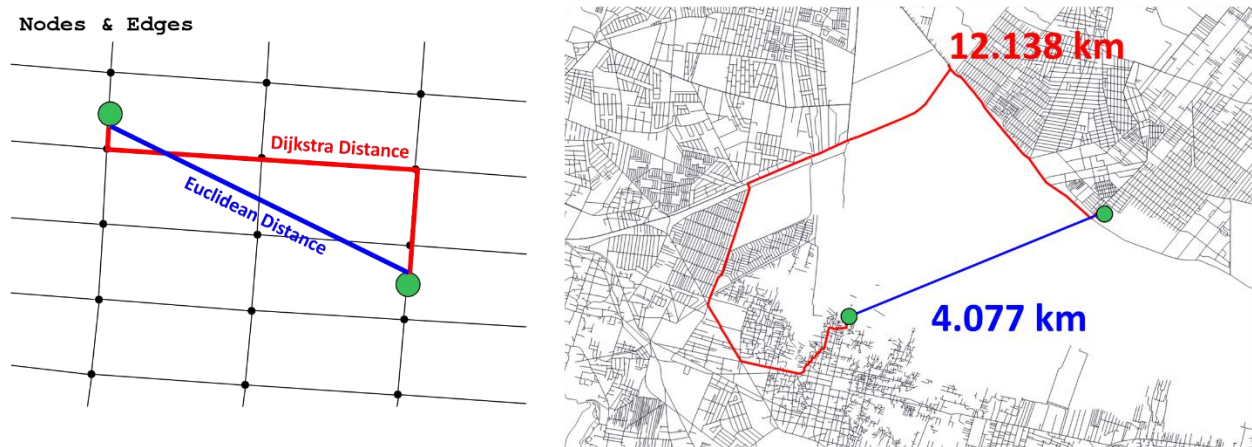 Nodes & Edges
Dijkstra Distance
Euclidean Distance
12.138 km
4.077 km